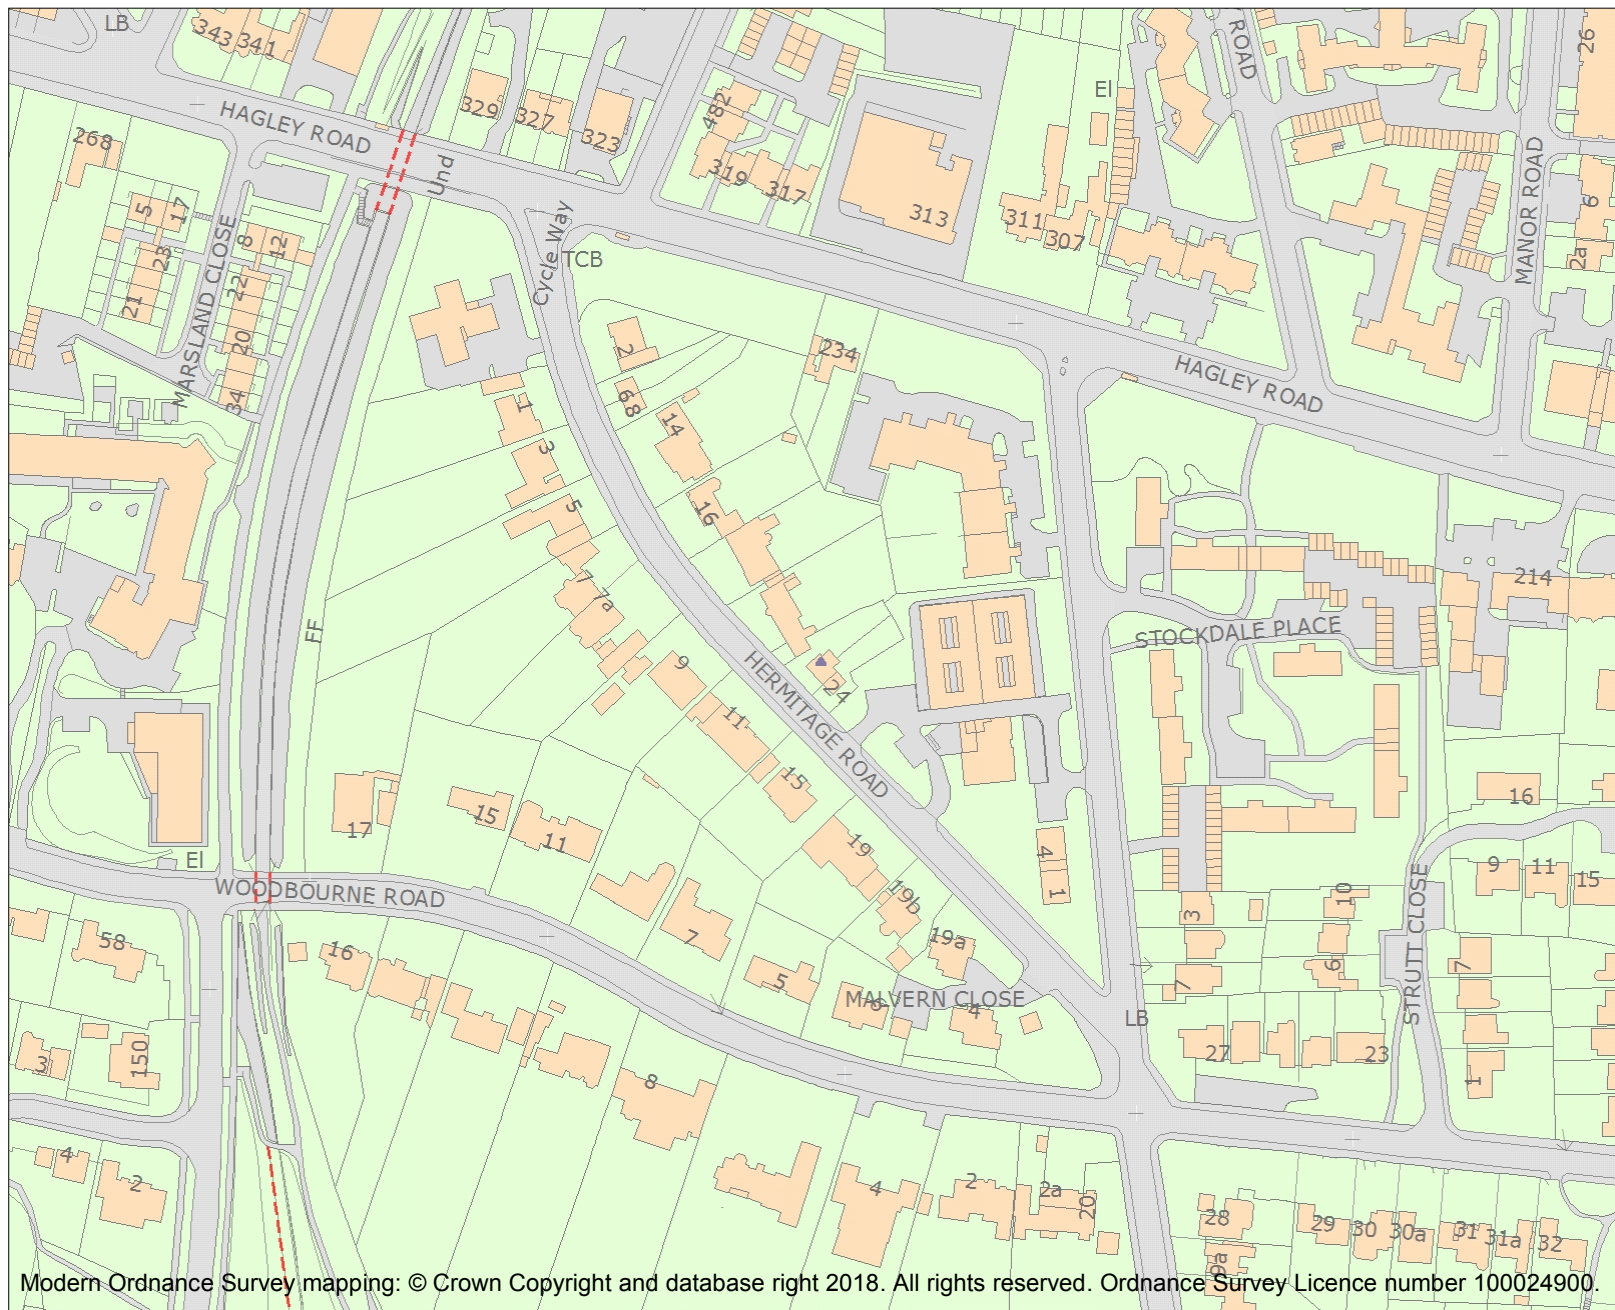 LB
343
341
HAGLEY ROAD
268
329
327
323
482
319
317
313
311
307
El
ROAD
26
MANOR ROAD
6
2a
Und
Cycle Way
TCB
5
17
23
21
MARSLAND CLOSE
8
12
22
20
34
2
68
14
16
234
HAGLEY ROAD
1
3
5
7
7a
9
11
15
24
HERMITAGE ROAD
FF
STOCKDALE PLACE
214
17
15
11
19
19b
19a
4
1
16
9
11
15
El
WOODBOURNE ROAD
58
16
7
5
MALVERN CLOSE
4
LB
3
10
6
7
STRUTT CLOSE
7
27
23
1
3
150
4
2
8
4
2
2a
20
28
29
30
30a
31
31a
32
Modern Ordnance Survey mapping: © Crown Copyright and database right 2018. All rights reserved. Ordnance Survey Licence number 100024900.